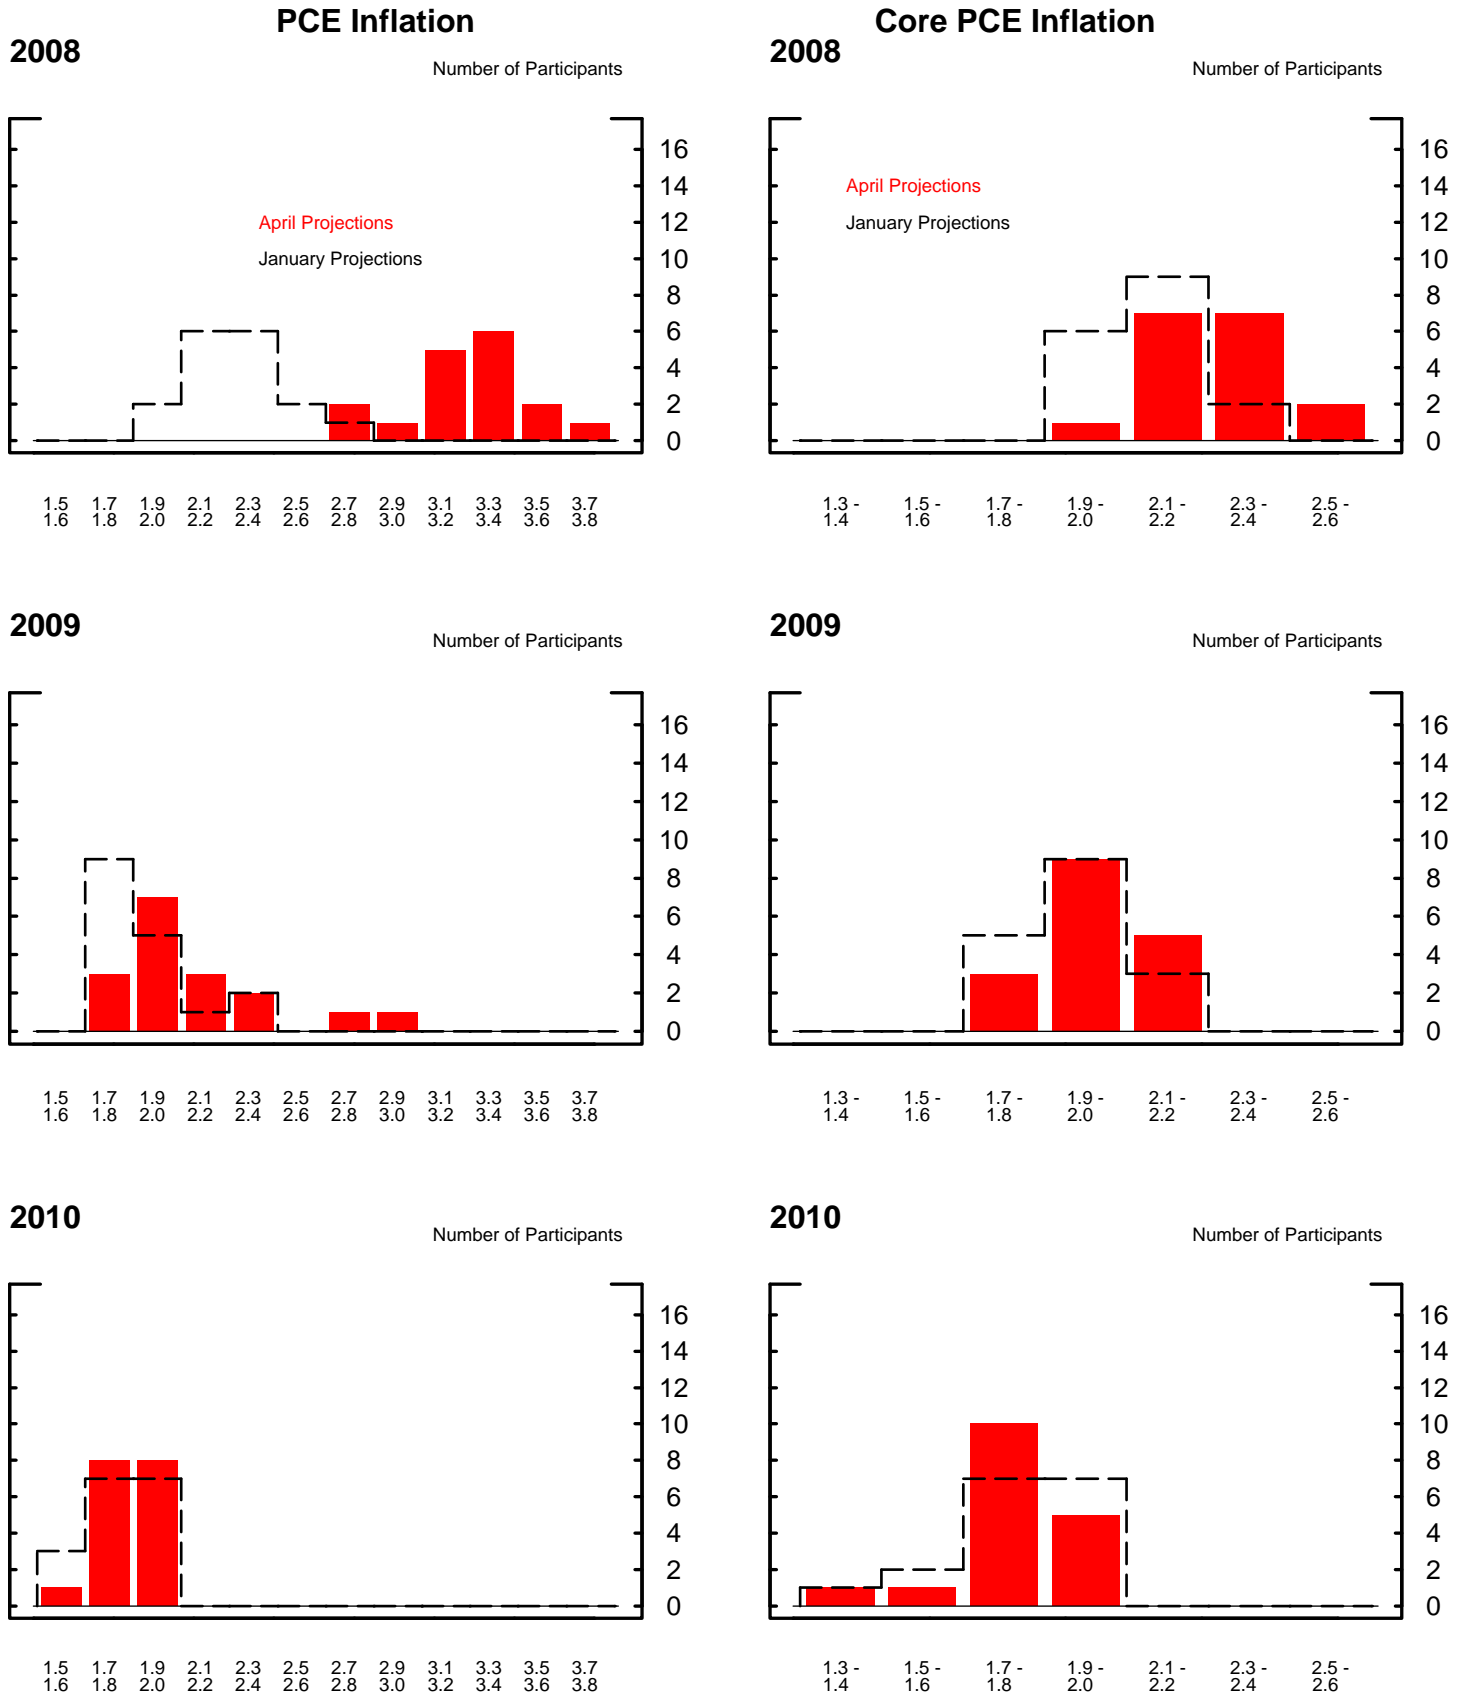 PCE Inflation
2008
Number of Participants
16
14
12
10
8
6
4
2
0
April Projections
January Projections
1.5 1.7 1.9 2.1 2.3 2.5 2.7 2.9 3.1 3.3 3.5 3.7
1.6 1.8 2.0 2.2 2.4 2.6 2.8 3.0 3.2 3.4 3.6 3.8
Core PCE Inflation
2008
Number of Participants
16
14
12
10
8
6
4
2
0
April Projections
January Projections
1.3 - 1.5 - 1.7 - 1.9 - 2.1 - 2.3 - 2.5 -
1.4 1.6 1.8 2.0 2.2 2.4 2.6
2009
Number of Participants
16
14
12
10
8
6
4
2
0
1.5 1.7 1.9 2.1 2.3 2.5 2.7 2.9 3.1 3.3 3.5 3.7
1.6 1.8 2.0 2.2 2.4 2.6 2.8 3.0 3.2 3.4 3.6 3.8
2009
Number of Participants
16
14
12
10
8
6
4
2
0
1.3 - 1.5 - 1.7 - 1.9 - 2.1 - 2.3 - 2.5 -
1.4 1.6 1.8 2.0 2.2 2.4 2.6
2010
Number of Participants
16
14
12
10
8
6
4
2
0
1.5 1.7 1.9 2.1 2.3 2.5 2.7 2.9 3.1 3.3 3.5 3.7
1.6 1.8 2.0 2.2 2.4 2.6 2.8 3.0 3.2 3.4 3.6 3.8
2010
Number of Participants
16
14
12
10
8
6
4
2
0
1.3 - 1.5 - 1.7 - 1.9 - 2.1 - 2.3 - 2.5 -
1.4 1.6 1.8 2.0 2.2 2.4 2.6